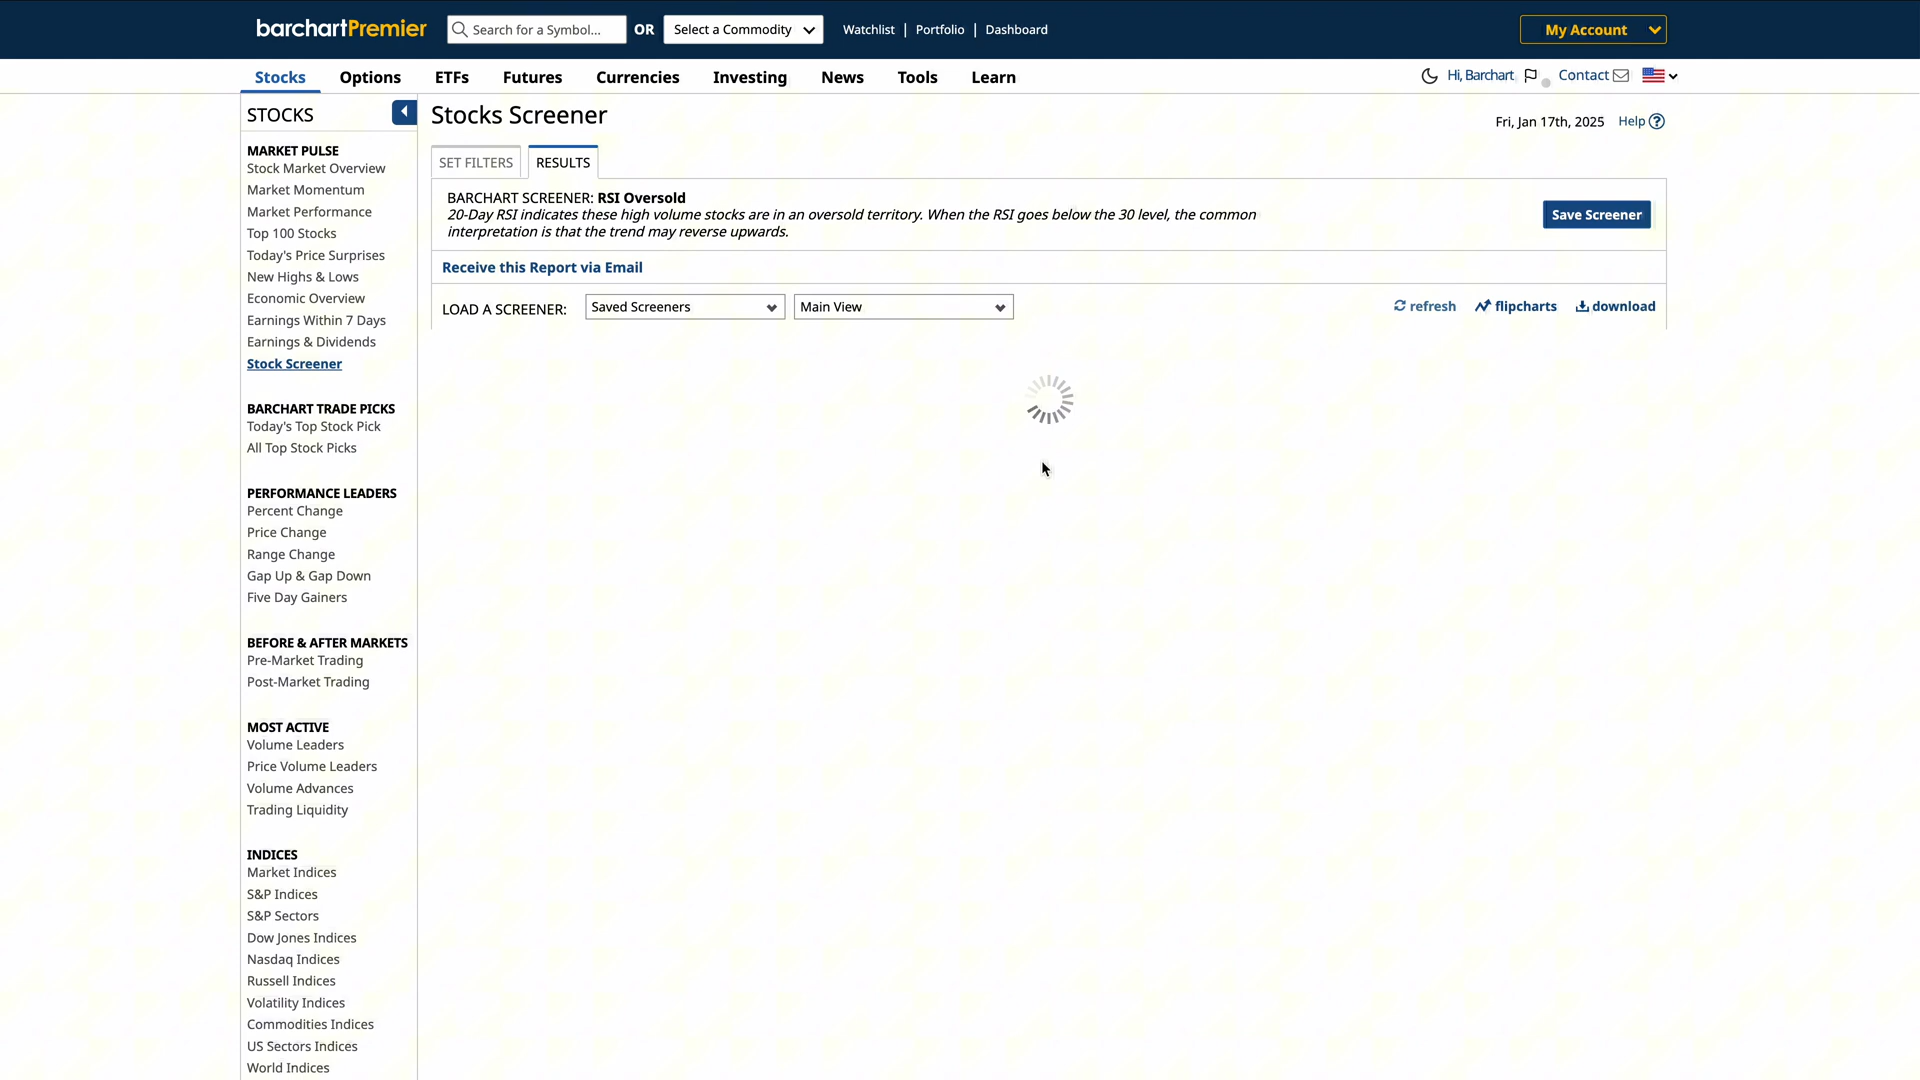 barchartPremier
Search for a Symbol...
OR
Select a Commodity
Watchlist | Portfolio | Dashboard
My Account
Stocks
Options
ETFs
Futures
Currencies
Investing
News
Tools
Learn
Hi, Barchart
Contact
STOCKS
MARKET PULSE
Stock Market Overview
Market Momentum
Market Performance
Top 100 Stocks
Today's Price Surprises
New Highs & Lows
Economic Overview
Earnings Within 7 Days
Earnings & Dividends
Stock Screener
BARCHART TRADE PICKS
Today's Top Stock Pick
All Top Stock Picks
PERFORMANCE LEADERS
Percent Change
Price Change
Range Change
Gap Up & Gap Down
Five Day Gainers
BEFORE & AFTER MARKETS
Pre-Market Trading
Post-Market Trading
MOST ACTIVE
Volume Leaders
Price Volume Leaders
Volume Advances
Trading Liquidity
INDICES
Market Indices
S&P Indices
S&P Sectors
Dow Jones Indices
Nasdaq Indices
Russell Indices
Volatility Indices
Commodities Indices
US Sectors Indices
World Indices
Stocks Screener
Fri, Jan 17th, 2025
Help ?
SET FILTERS
RESULTS
BARCHART SCREENER: RSI Oversold
20-Day RSI indicates these high volume stocks are in an oversold territory. When the RSI goes below the 30 level, the common
interpretation is that the trend may reverse upwards.
Save Screener
Receive this Report via Email
LOAD A SCREENER:
Saved Screeners
Main View
refresh
flipcharts
download